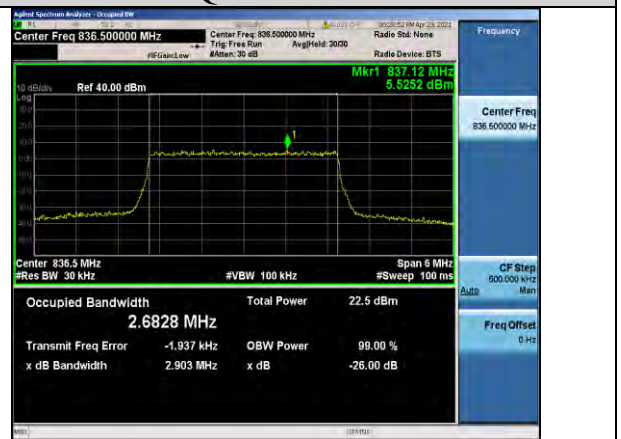 Agilent Spectrum Analyzer - Occupied BW
Center Freq 836.500000 MHz
Center Freq: 836.500000 MHz
Trig: Free Run Avg|Hold: 30/30
#IFGain:Low #Atten: 30 dB
Radio Std: None
Radio Device: BTS
Frequency
Mkr1 837.12 MHz
5.5252 dBm
10 dB/div Ref 40.00 dBm
Log
1
Center Freq
836.500000 MHz
Center 836.5 MHz Span 6 MHz
#Res BW 30 kHz #VBW 100 kHz #Sweep 100 ms
CF Step
600.000 kHz
Auto Man
Occupied Bandwidth Total Power 22.5 dBm
2.6828 MHz
Freq Offset
0 Hz
Transmit Freq Error -1.937 kHz OBW Power 99.00 %
x dB Bandwidth 2.903 MHz x dB -26.00 dB
MSG STATUS